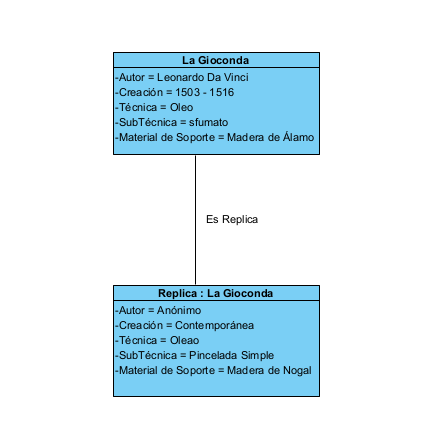 La Gioconda
-Autor = Leonardo Da Vinci
-Creación = 1503 - 1516
-Técnica = Oleo
-SubTécnica = sfumato
-Material de Soporte = Madera de Álamo
Es Replica
Replica : La Gioconda
-Autor = Anónimo
-Creación = Contemporánea
-Técnica = Oleao
-SubTécnica = Pincelada Simple
-Material de Soporte = Madera de Nogal